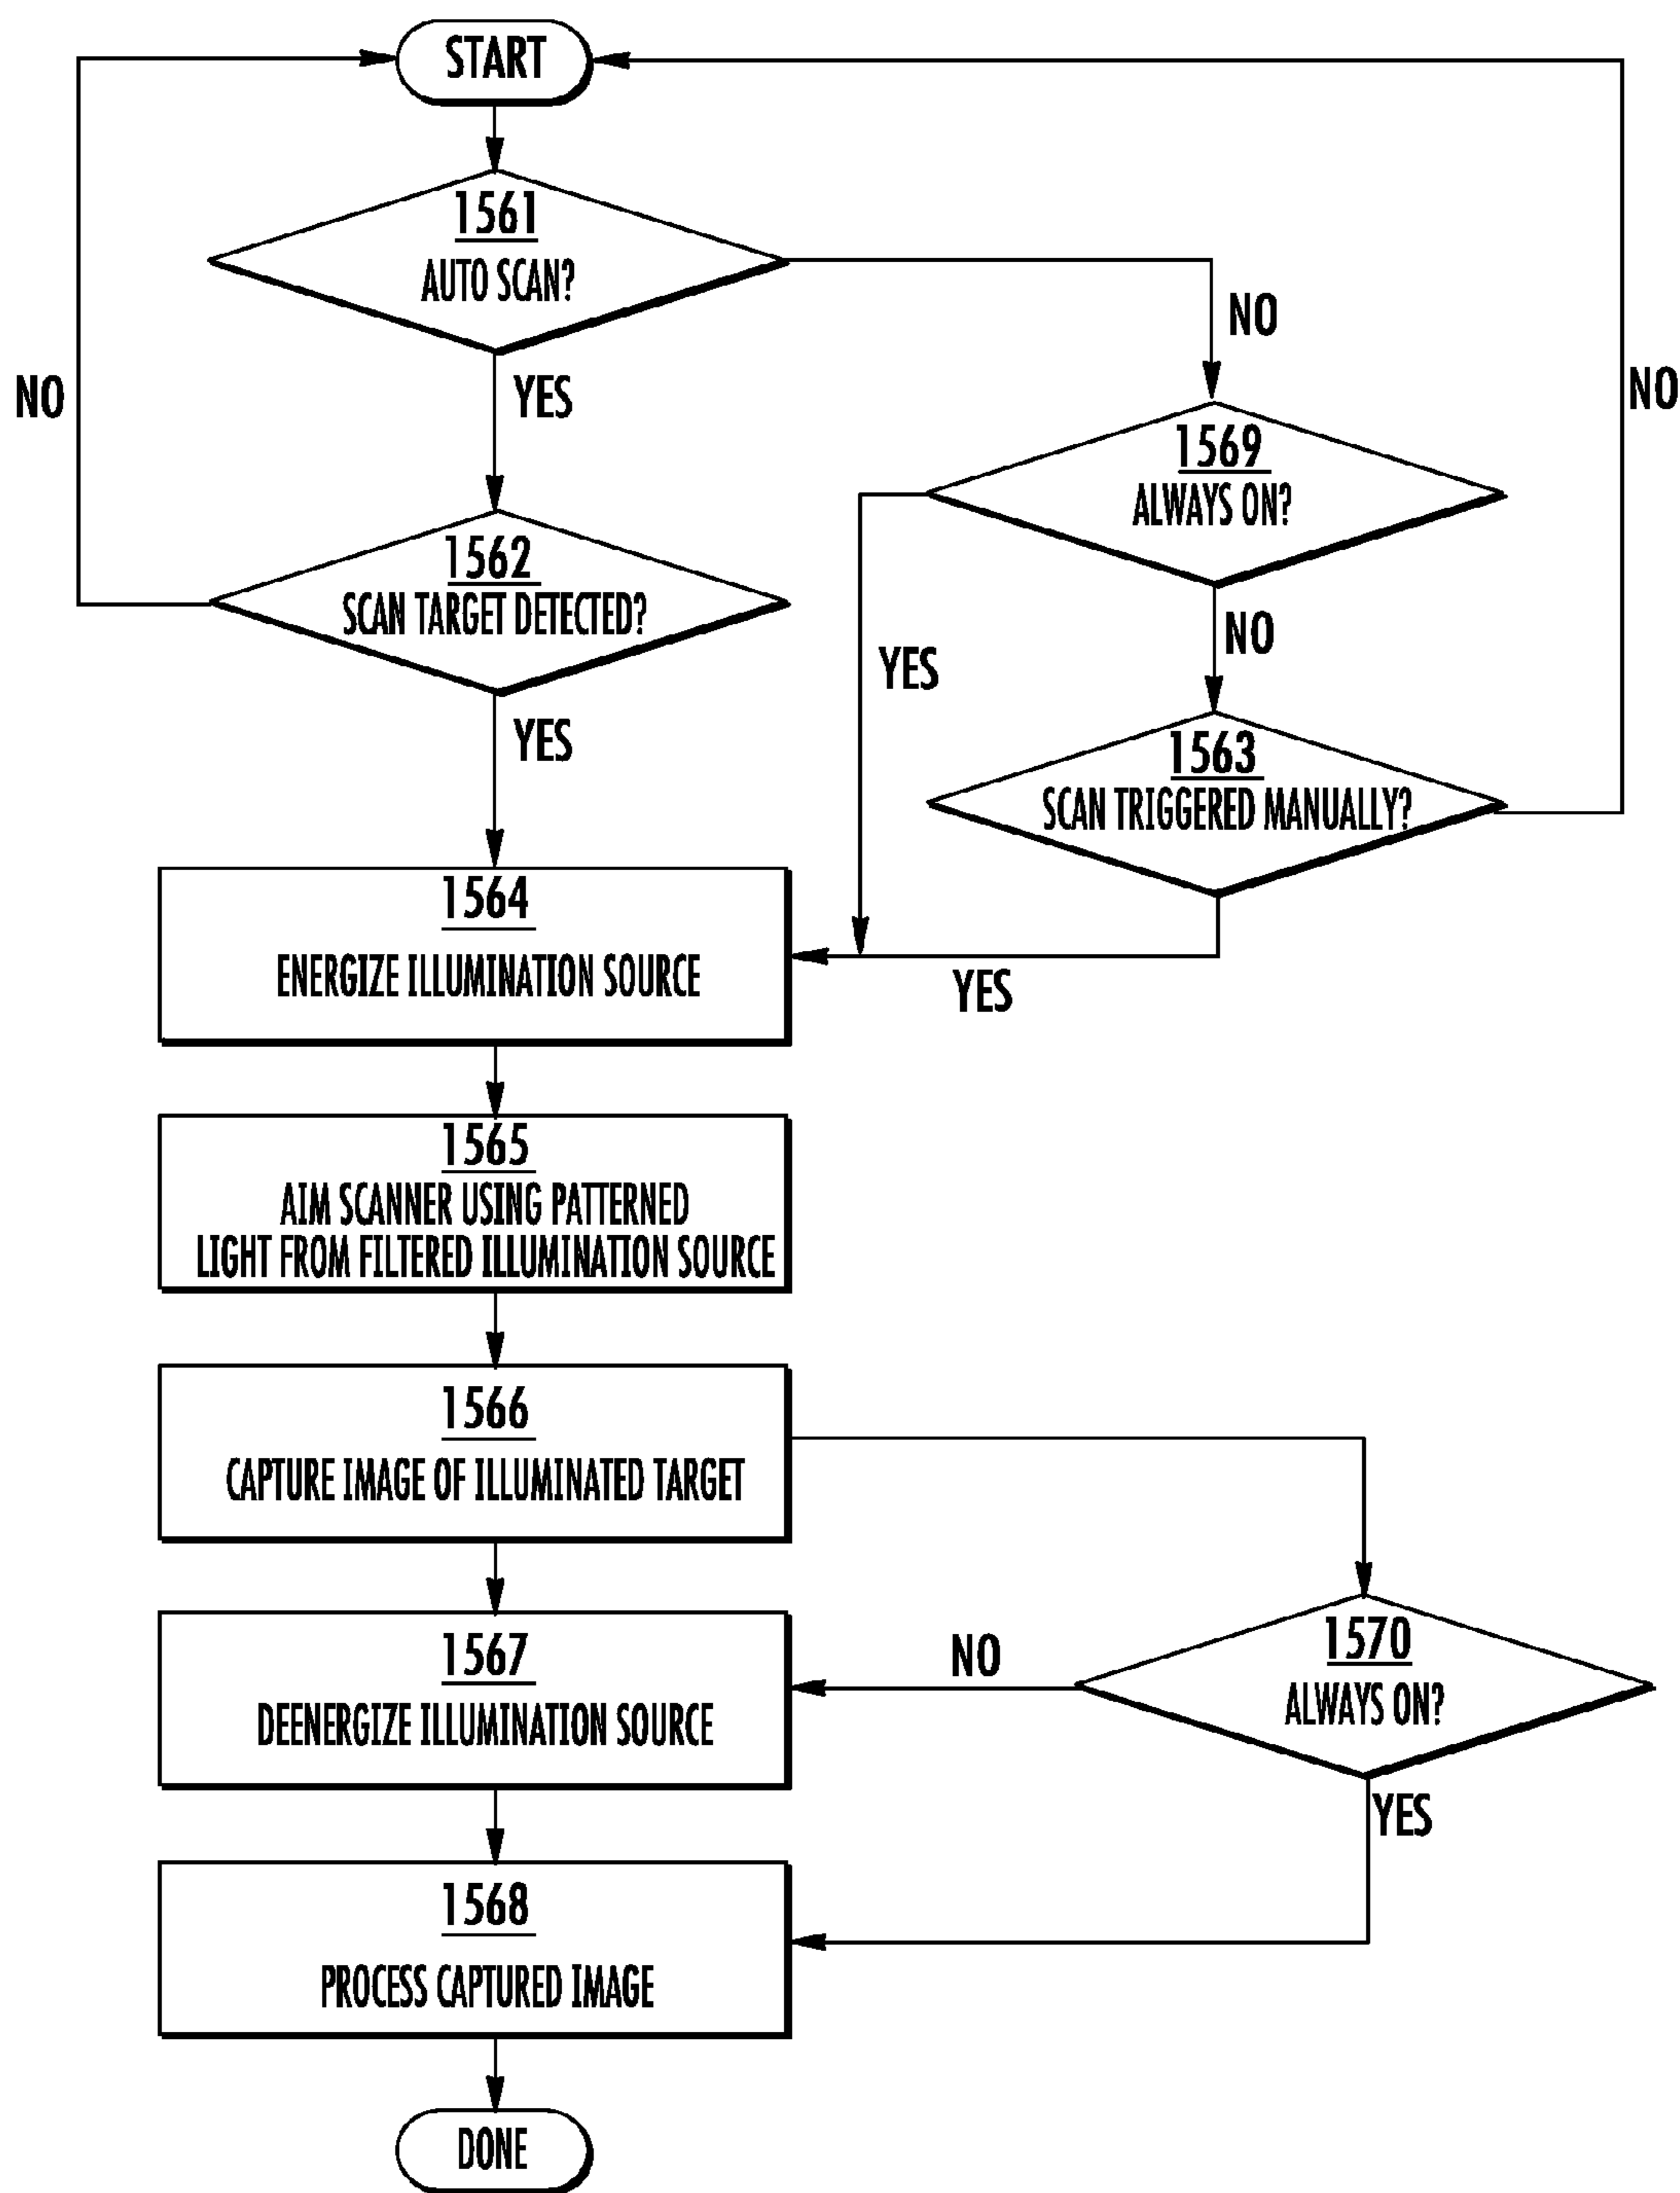 START
1561
AUTO SCAN?
NO
YES
NO
NO
1569
ALWAYS ON?
1562
SCAN TARGET DETECTED?
NO
YES
YES
1563
SCAN TRIGGERED MANUALLY?
1564
ENERGIZE ILLUMINATION SOURCE
YES
1565
AIM SCANNER USING PATTERNED
LIGHT FROM FILTERED ILLUMINATION SOURCE
1566
CAPTURE IMAGE OF ILLUMINATED TARGET
1567
DEENERGIZE ILLUMINATION SOURCE
NO
1570
ALWAYS ON?
YES
1568
PROCESS CAPTURED IMAGE
DONE